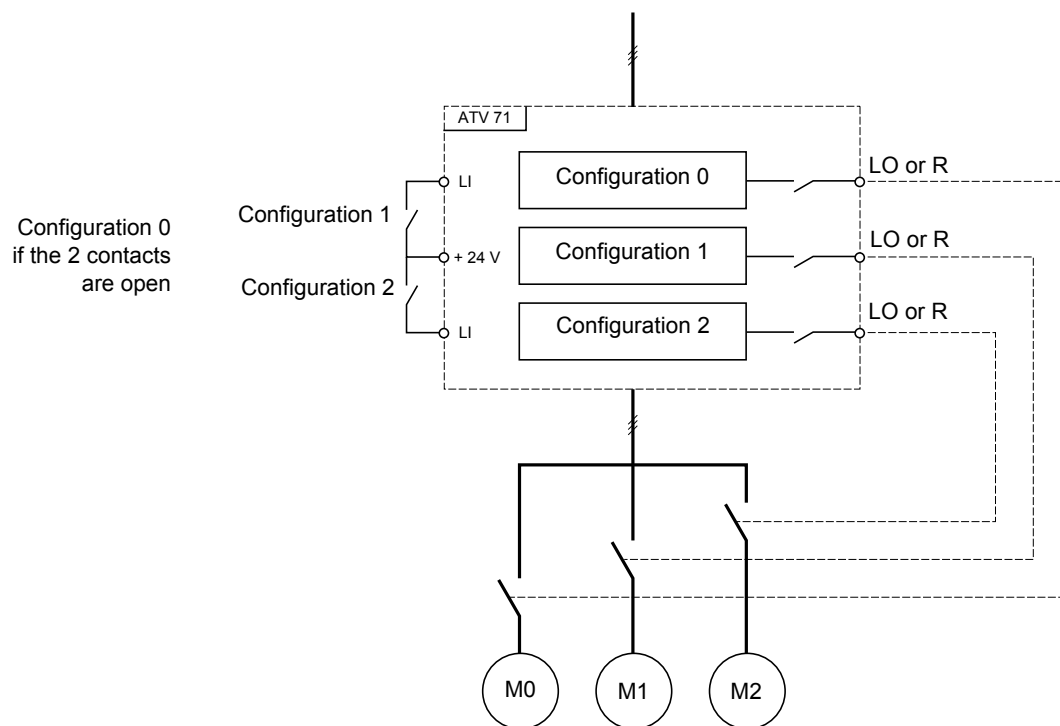 ATV 71
Configuration 0
LO or R
LI
Configuration 1
Configuration 0
if the 2 contacts
are open
+ 24 V
Configuration 1
LO or R
Configuration 2
LI
Configuration 2
LO or R
M0
M1
M2